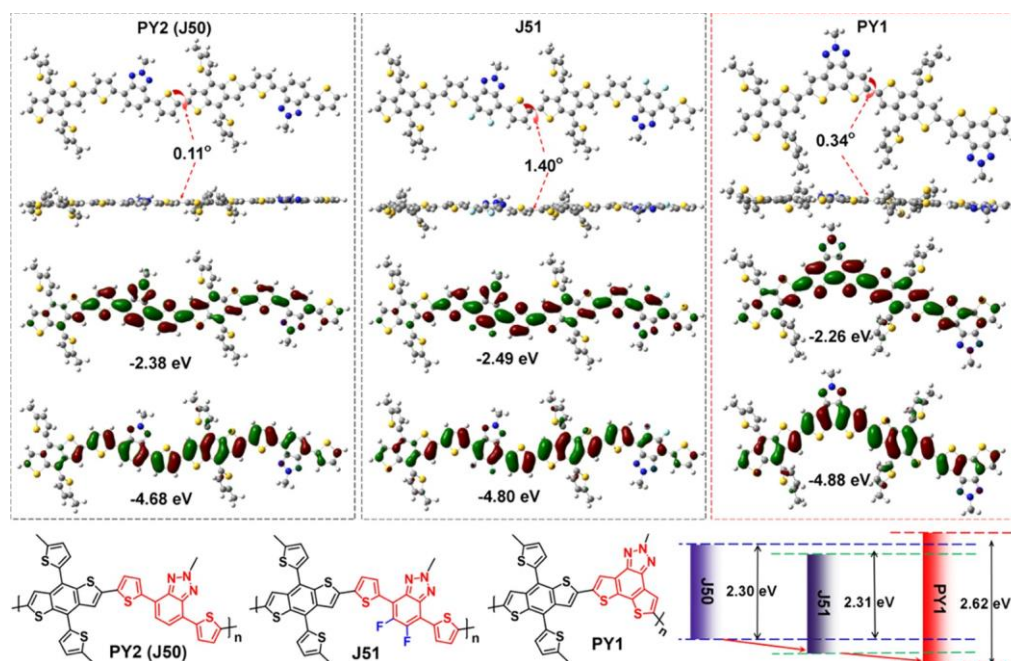 PY2 (J50)
J51
PY1
0.11°
1.40°
0.34°
-2.38 eV
-2.49 eV
-2.26 eV
-4.68 eV
-4.80 eV
-4.88 eV
S
S
S
S
S
N
N
N
S
n
PY2 (J50)
S
S
S
S
S
N
N
N
F
F
S
n
J51
S
S
S
S
S
N
N
N
S
n
PY1
J50
2.30 eV
J51
2.31 eV
PY1
2.62 eV